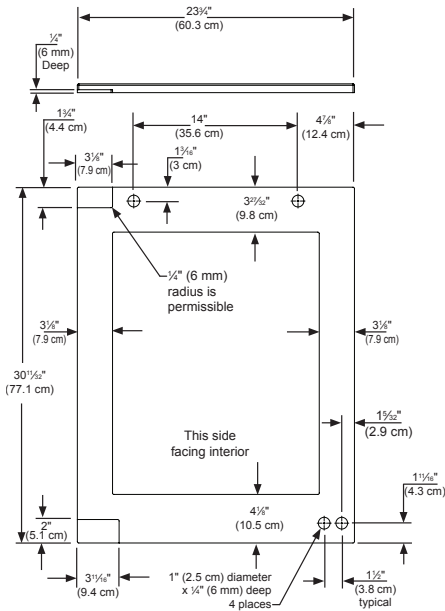 23¾"
(60.3 cm)
¼"
(6 mm)
Deep
14"
(35.6 cm)
4⅞"
(12.4 cm)
1¾"
(4.4 cm)
3⅛"
(7.9 cm)
1³⁄₁₆"
(3 cm)
3²⁷⁄₃₂"
(9.8 cm)
¼" (6 mm)
radius is
permissible
3⅛"
(7.9 cm)
3⅛"
(7.9 cm)
30¹¹⁄₃₂"
(77.1 cm)
1⁵⁄₃₂"
(2.9 cm)
This side
facing interior
1¹¹⁄₁₆"
(4.3 cm)
2"
(5.1 cm)
4⅛"
(10.5 cm)
3¹¹⁄₁₆"
(9.4 cm)
1" (2.5 cm) diameter
x ¼" (6 mm) deep
4 places
1½"
(3.8 cm)
typical